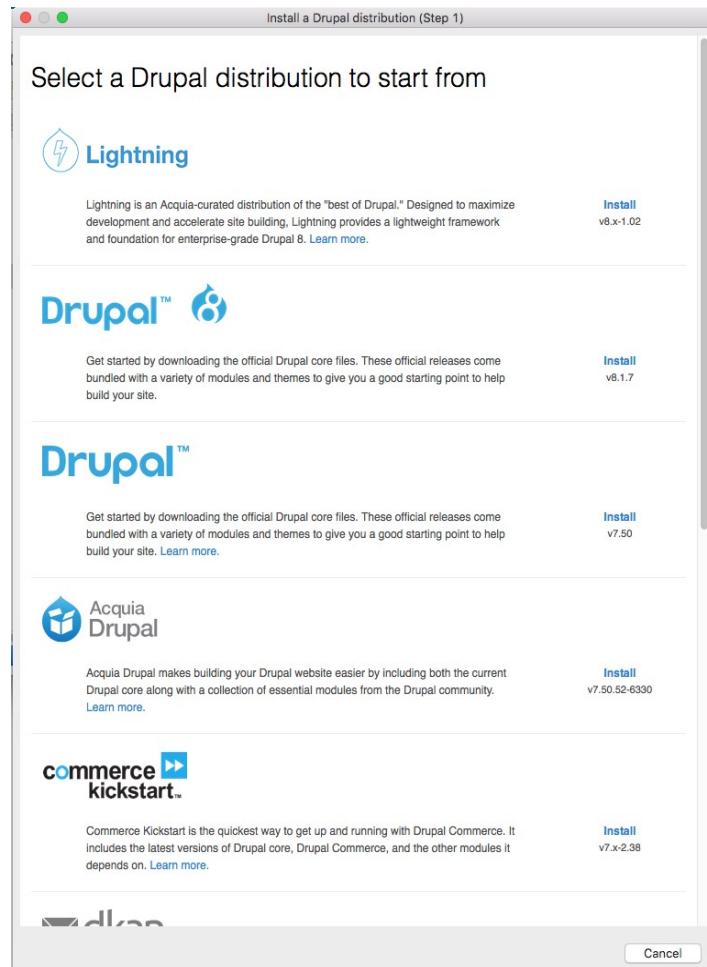 Install a Drupal distribution (Step 1)
Select a Drupal distribution to start from
Lightning
Lightning is an Acquia-curated distribution of the "best of Drupal." Designed to maximize
development and accelerate site building, Lightning provides a lightweight framework
and foundation for enterprise-grade Drupal 8. Learn more.
Install
v8.x-1.02
Drupal™
Get started by downloading the official Drupal core files. These official releases come
bundled with a variety of modules and themes to give you a good starting point to help
build your site.
Install
v8.1.7
Drupal™
Get started by downloading the official Drupal core files. These official releases come
bundled with a variety of modules and themes to give you a good starting point to help
build your site. Learn more.
Install
v7.50
Acquia
Drupal
Acquia Drupal makes building your Drupal website easier by including both the current
Drupal core along with a collection of essential modules from the Drupal community.
Learn more.
Install
v7.50.52-6330
commerce
kickstart™
Commerce Kickstart is the quickest way to get up and running with Drupal Commerce. It
includes the latest versions of Drupal core, Drupal Commerce, and the other modules it
depends on. Learn more.
Install
v7.x-2.38
dkan
Cancel